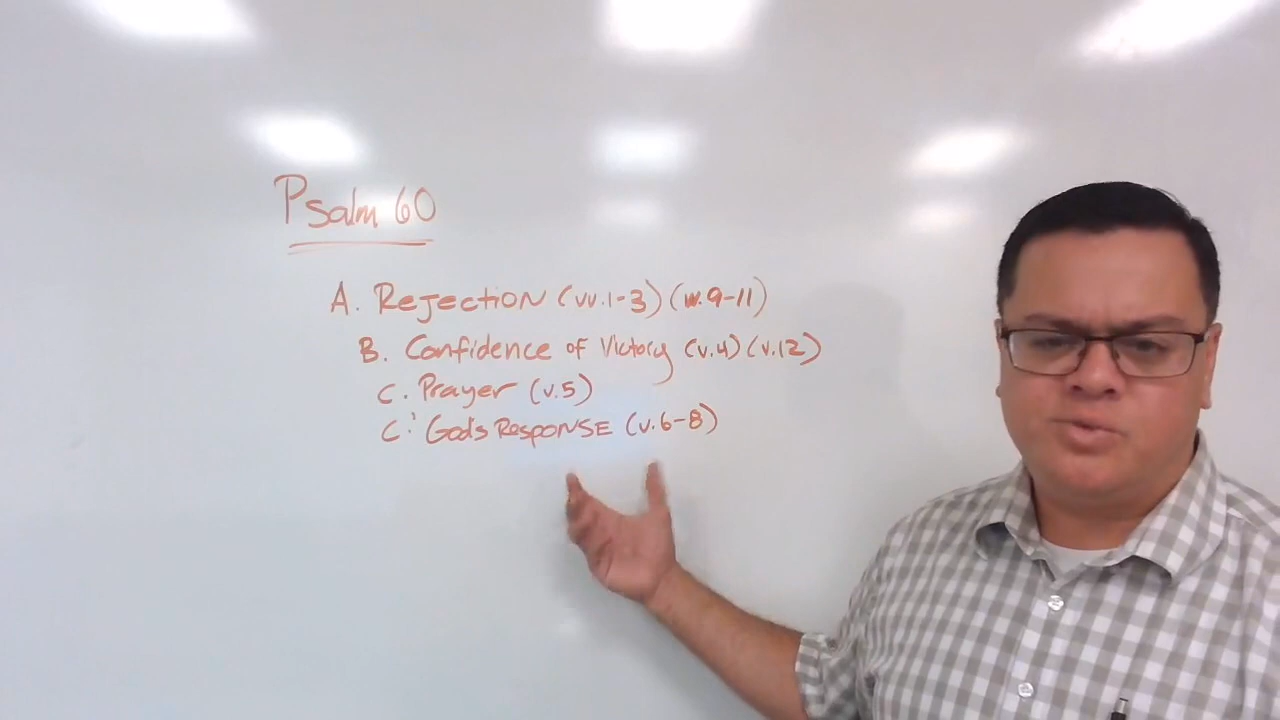 Psalm 60
A. Rejection (vv.1-3) (vv.9-11)
B. Confidence of Victory (v.4) (v.12)
C. Prayer (v.5)
C.' God's Response (v.6-8)